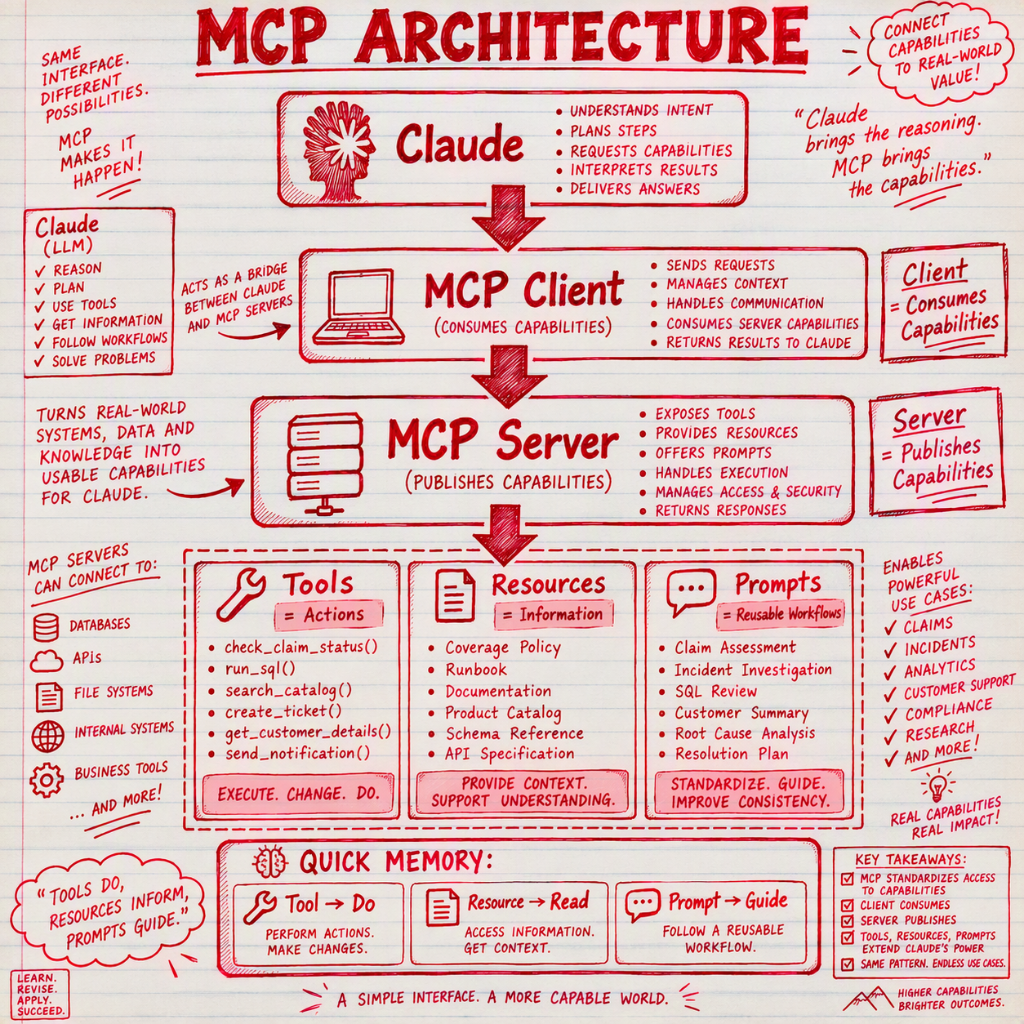 MCP ARCHITECTURE
SAME
INTERFACE.
DIFFERENT
POSSIBILITIES.
MCP
MAKES IT
HAPPEN!
CONNECT
CAPABILITIES
TO REAL-WORLD
VALUE!
"Claude
brings the reasoning.
MCP brings
the capabilities."
Claude
• UNDERSTANDS INTENT
• PLANS STEPS
• REQUESTS CAPABILITIES
• INTERPRETS RESULTS
• DELIVERS ANSWERS
Claude
(LLM)
✓ REASON
✓ PLAN
✓ USE TOOLS
✓ GET INFORMATION
✓ FOLLOW WORKFLOWS
✓ SOLVE PROBLEMS
ACTS AS A BRIDGE
BETWEEN CLAUDE
AND MCP SERVERS
MCP Client
(CONSUMES CAPABILITIES)
• SENDS REQUESTS
• MANAGES CONTEXT
• HANDLES COMMUNICATION
• CONSUMES SERVER CAPABILITIES
• RETURNS RESULTS TO CLAUDE
Client
= Consumes
Capabilities
TURNS REAL-WORLD
SYSTEMS, DATA AND
KNOWLEDGE INTO
USABLE CAPABILITIES
FOR CLAUDE.
MCP Server
(PUBLISHES CAPABILITIES)
• EXPOSES TOOLS
• PROVIDES RESOURCES
• OFFERS PROMPTS
• HANDLES EXECUTION
• MANAGES ACCESS & SECURITY
• RETURNS RESPONSES
Server
= Publishes
Capabilities
MCP SERVERS
CAN CONNECT TO:
DATABASES
APIs
FILE SYSTEMS
INTERNAL SYSTEMS
BUSINESS TOOLS
... AND MORE!
Tools
= Actions
• check_claim_status()
• run_sql()
• search_catalog()
• create_ticket()
• get_customer_details()
• send_notification()
EXECUTE. CHANGE. DO.
Resources
= Information
• Coverage Policy
• Runbook
• Documentation
• Product Catalog
• Schema Reference
• API Specification
PROVIDE CONTEXT.
SUPPORT UNDERSTANDING.
Prompts
= Reusable Workflows
• Claim Assessment
• Incident Investigation
• SQL Review
• Customer Summary
• Root Cause Analysis
• Resolution Plan
STANDARDIZE. GUIDE.
IMPROVE CONSISTENCY.
ENABLES
POWERFUL
USE CASES:
✓ CLAIMS
✓ INCIDENTS
✓ ANALYTICS
✓ CUSTOMER SUPPORT
✓ COMPLIANCE
✓ RESEARCH
✓ AND MORE!
REAL CAPABILITIES
REAL IMPACT!
"TOOLS DO,
RESOURCES INFORM,
PROMPTS GUIDE."
QUICK MEMORY:
Tool → Do
PERFORM ACTIONS.
MAKE CHANGES.
Resource → Read
ACCESS INFORMATION.
GET CONTEXT.
Prompt → Guide
FOLLOW A REUSABLE
WORKFLOW.
KEY TAKEAWAYS:
☑ MCP STANDARDIZES ACCESS
TO CAPABILITIES
☑ CLIENT CONSUMES
☑ SERVER PUBLISHES
☑ TOOLS, RESOURCES, PROMPTS
EXTEND CLAUDE'S POWER
☑ SAME PATTERN. ENDLESS USE CASES.
LEARN.
REVISE.
APPLY.
SUCCEED.
A SIMPLE INTERFACE. A MORE CAPABLE WORLD.
HIGHER CAPABILITIES
BRIGHTER OUTCOMES.